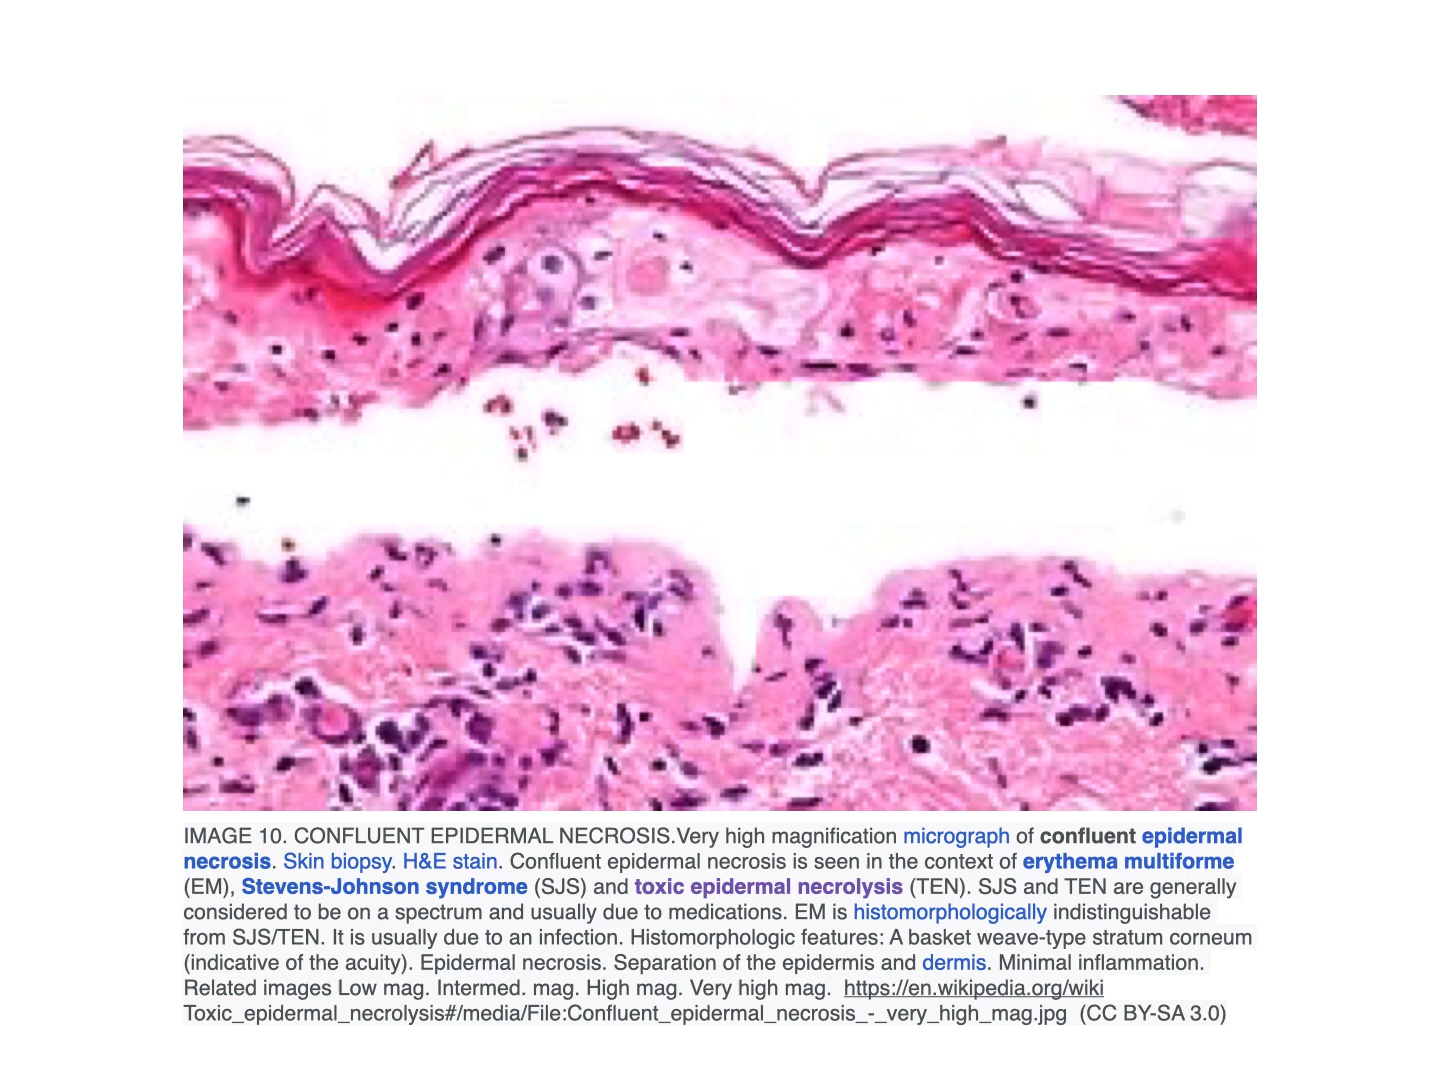 IMAGE 10. CONFLUENT EPIDERMAL NECROSIS.Very high magnification micrograph of confluent epidermal
necrosis. Skin biopsy. H&E stain. Confluent epidermal necrosis is seen in the context of erythema multiforme
(EM), Stevens-Johnson syndrome (SJS) and toxic epidermal necrolysis (TEN). SJS and TEN are generally
considered to be on a spectrum and usually due to medications. EM is histomorphologically indistinguishable
from SJS/TEN. It is usually due to an infection. Histomorphologic features: A basket weave-type stratum corneum
(indicative of the acuity). Epidermal necrosis. Separation of the epidermis and dermis. Minimal inflammation.
Related images Low mag. Intermed. mag. High mag. Very high mag. https://en.wikipedia.org/wiki
Toxic_epidermal_necrolysis#/media/File:Confluent_epidermal_necrosis_-_very_high_mag.jpg (CC BY-SA 3.0)